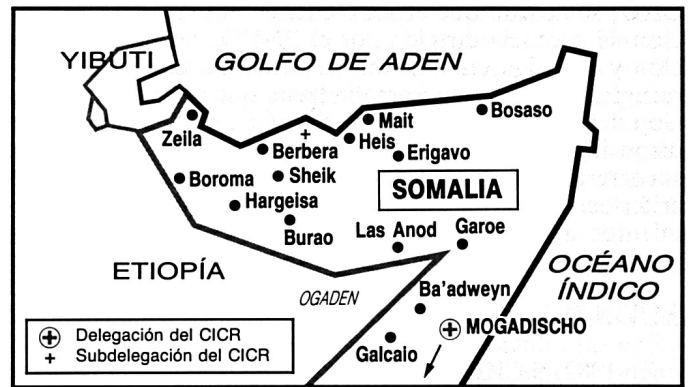 YIBUTI
GOLFO DE ADEN
Zeila
Mait
Bosaso
Berbera
Heis
Erigavo
Boroma
Sheik
SOMALIA
Hargeisa
Burao
Las Anod
Garoe
ETIOPÍA
OCÉANO
ÍNDICO
OGADEN
Ba'adweyn
MOGADISCHO
Galcaio
Delegación del CICR
+ Subdelegación del CICR